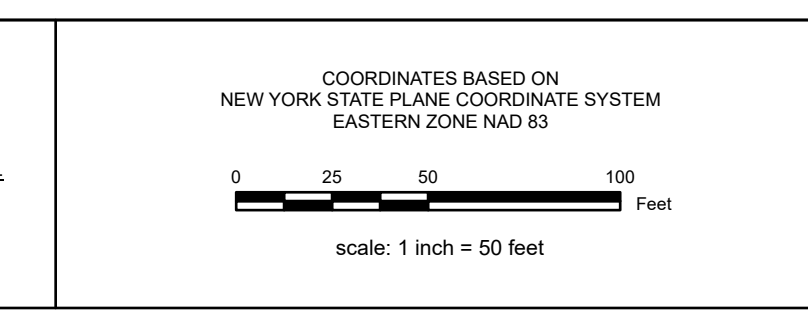 COORDINATES BASED ON
NEW YORK STATE PLANE COORDINATE SYSTEM
EASTERN ZONE NAD 83
0 25 50 100
Feet
scale: 1 inch = 50 feet